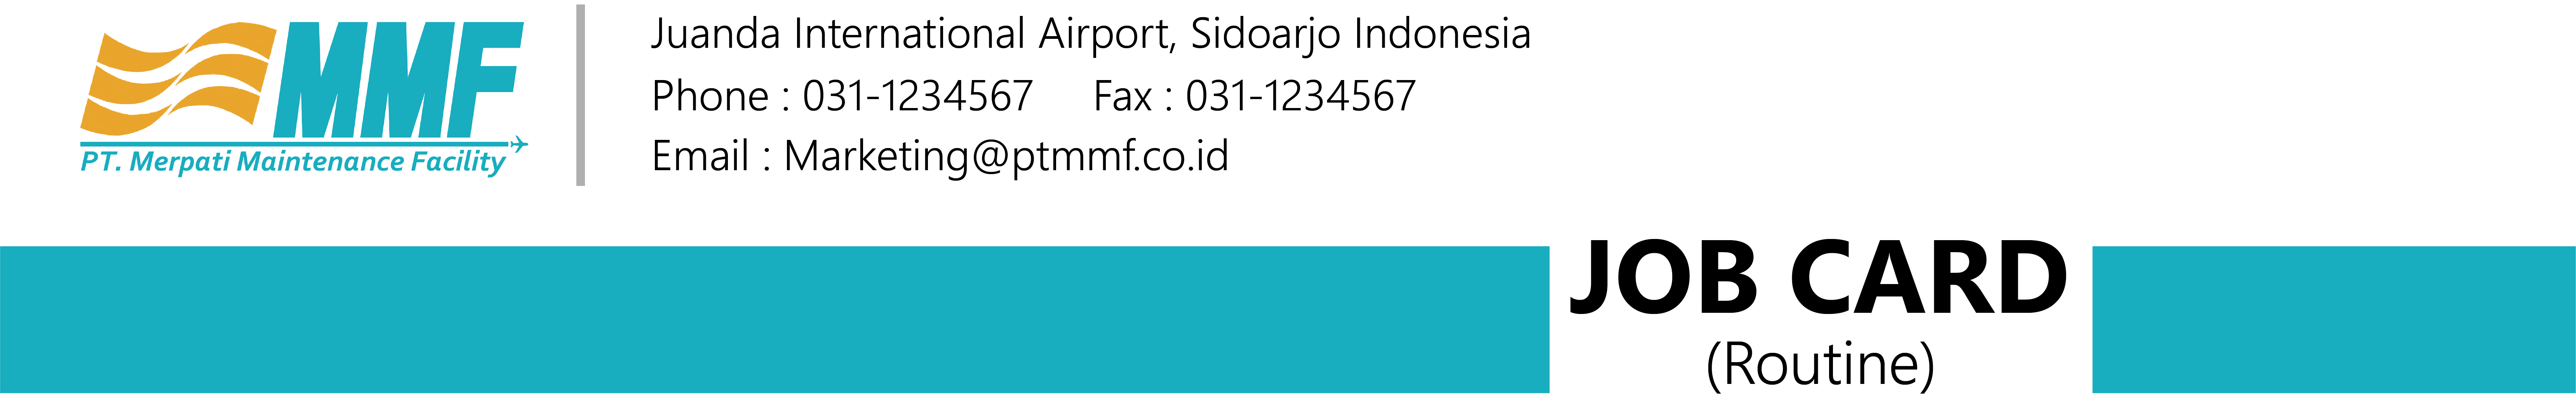 MMF
PT. Merpati Maintenance Facility
Juanda International Airport, Sidoarjo Indonesia
Phone : 031-1234567 Fax : 031-1234567
Email : Marketing@ptmmf.co.id
JOB CARD
(Routine)